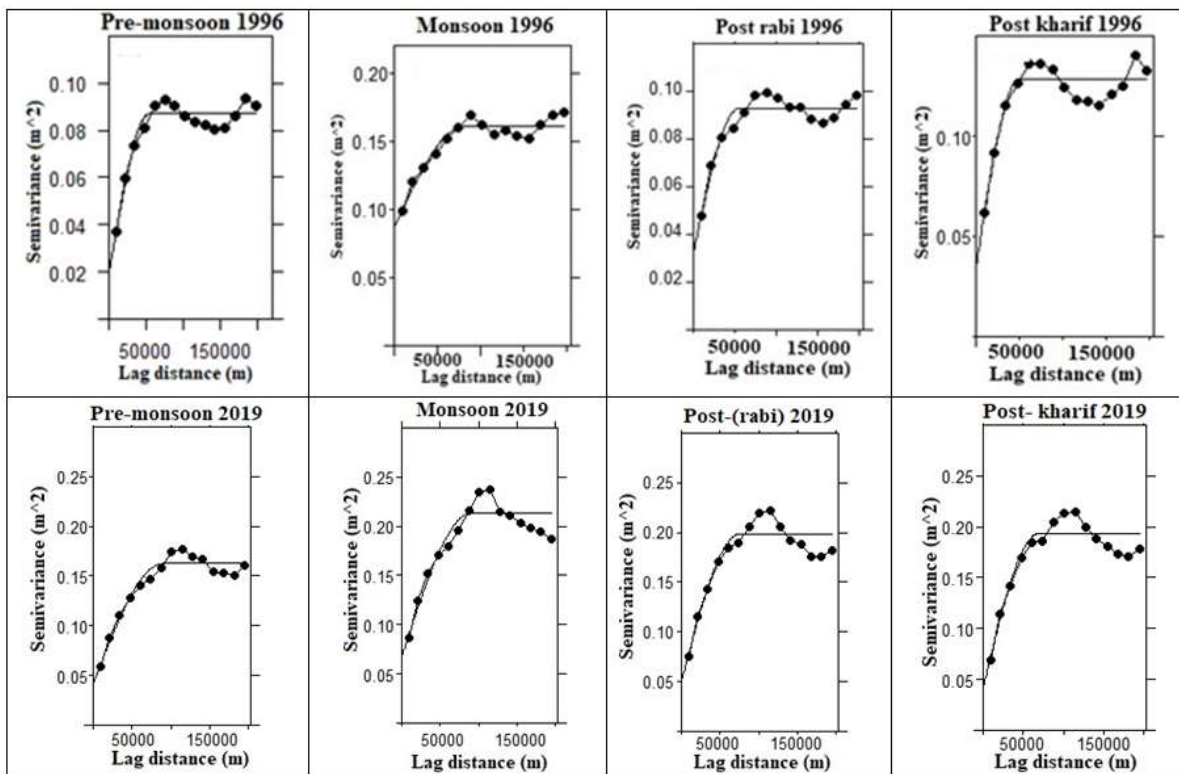 Pre-monsoon 1996
Semivariance (m^2)
0.10
0.08
0.06
0.04
0.02
50000 150000
Lag distance (m)
Monsoon 1996
Semivariance (m^2)
0.20
0.15
0.10
0.05
50000 150000
Lag distance (m)
Post rabi 1996
Semivariance (m^2)
0.10
0.08
0.06
0.04
0.02
50000 150000
Lag distance (m)
Post kharif 1996
Semivariance (m^2)
0.10
0.05
50000 150000
Lag distance (m)
Pre-monsoon 2019
Semivariance (m^2)
0.25
0.20
0.15
0.10
0.05
50000 150000
Lag distance (m)
Monsoon 2019
Semivariance (m^2)
0.25
0.20
0.15
0.10
0.05
50000 150000
Lag distance (m)
Post-(rabi) 2019
Semivariance (m^2)
0.25
0.20
0.15
0.10
0.05
50000 150000
Lag distance (m)
Post- kharif 2019
Semivariance (m^2)
0.25
0.20
0.15
0.10
0.05
50000 150000
Lag distance (m)